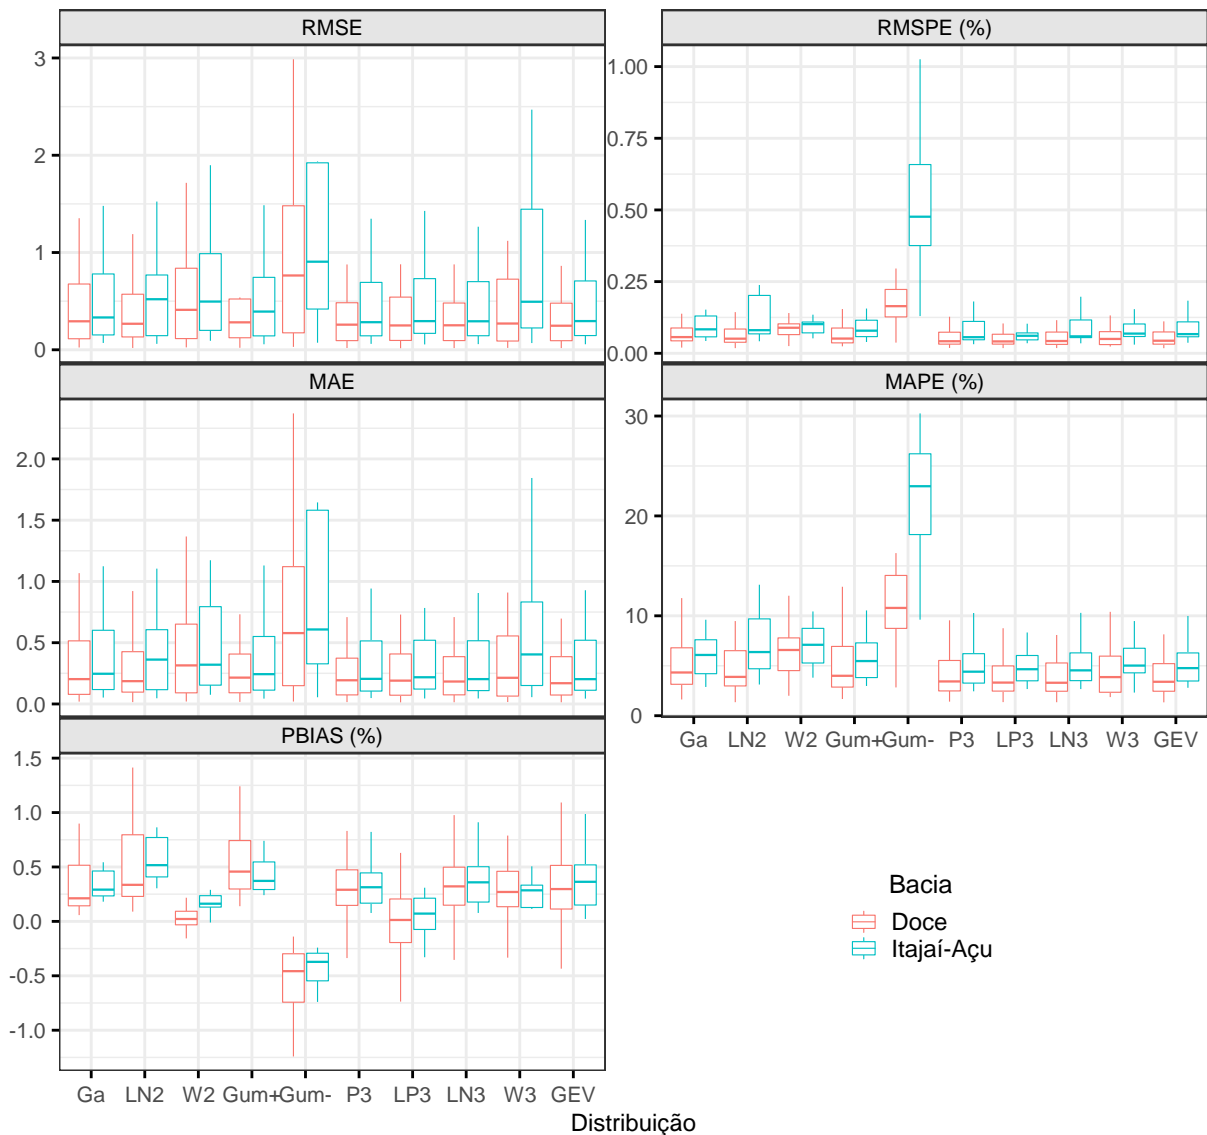 RMSE
RMSPE (%)
3
2
1
0
1.00
0.75
0.50
0.25
0.00
MAE
MAPE (%)
2.0
1.5
1.0
0.5
0.0
30
20
10
0
Ga LN2 W2 Gum+ Gum- P3 LP3 LN3 W3 GEV
PBIAS (%)
1.5
1.0
0.5
0.0
-0.5
-1.0
Ga LN2 W2 Gum+ Gum- P3 LP3 LN3 W3 GEV
Bacia
Doce
Itajaí-Açu
Distribuição